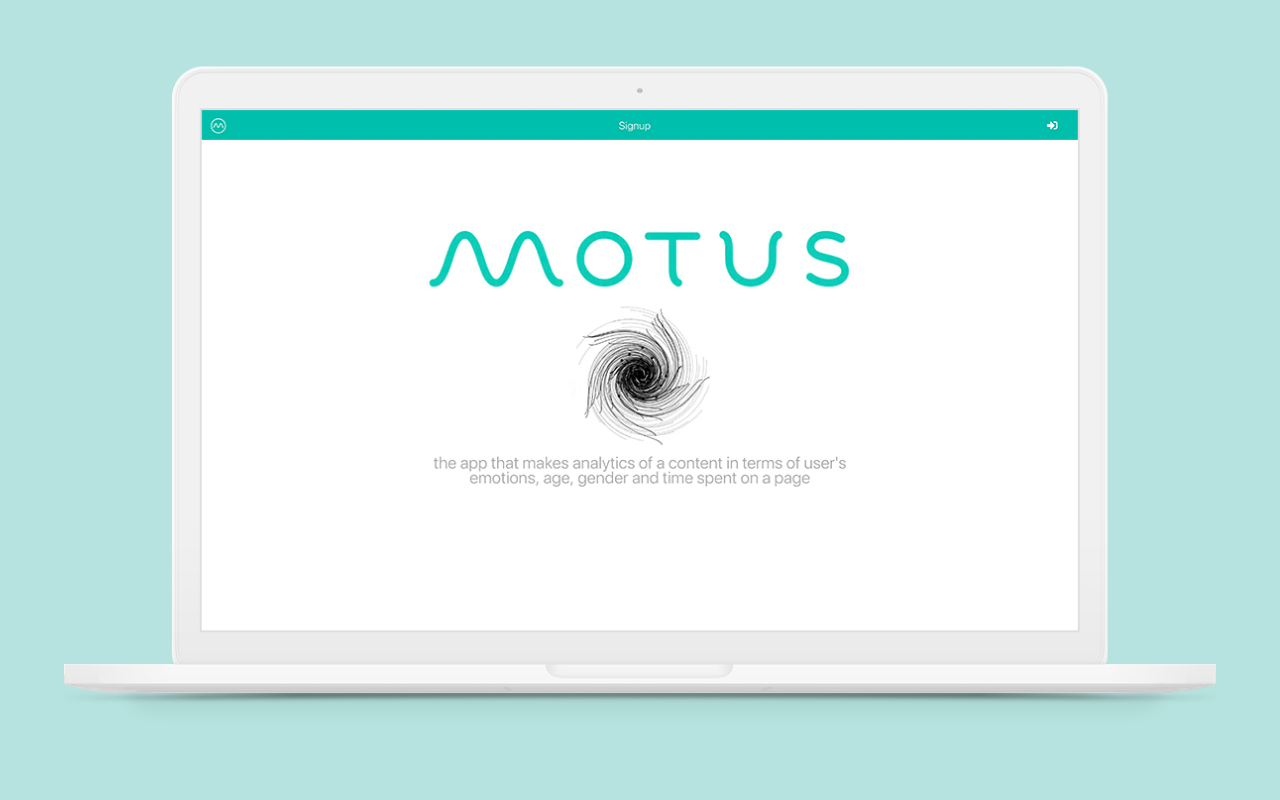 Signup
MOTUS
the app that makes analytics of a content in terms of user's
emotions, age, gender and time spent on a page